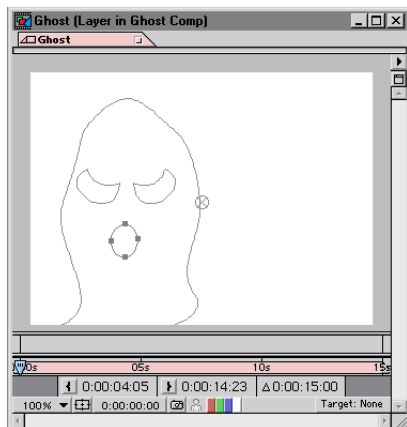 Ghost (Layer in Ghost Comp)
Ghost
0s 05s 10s 15s
0:00:04:05 0:00:14:23 Δ0:00:15:00
100% 0:00:00:00 Target: None